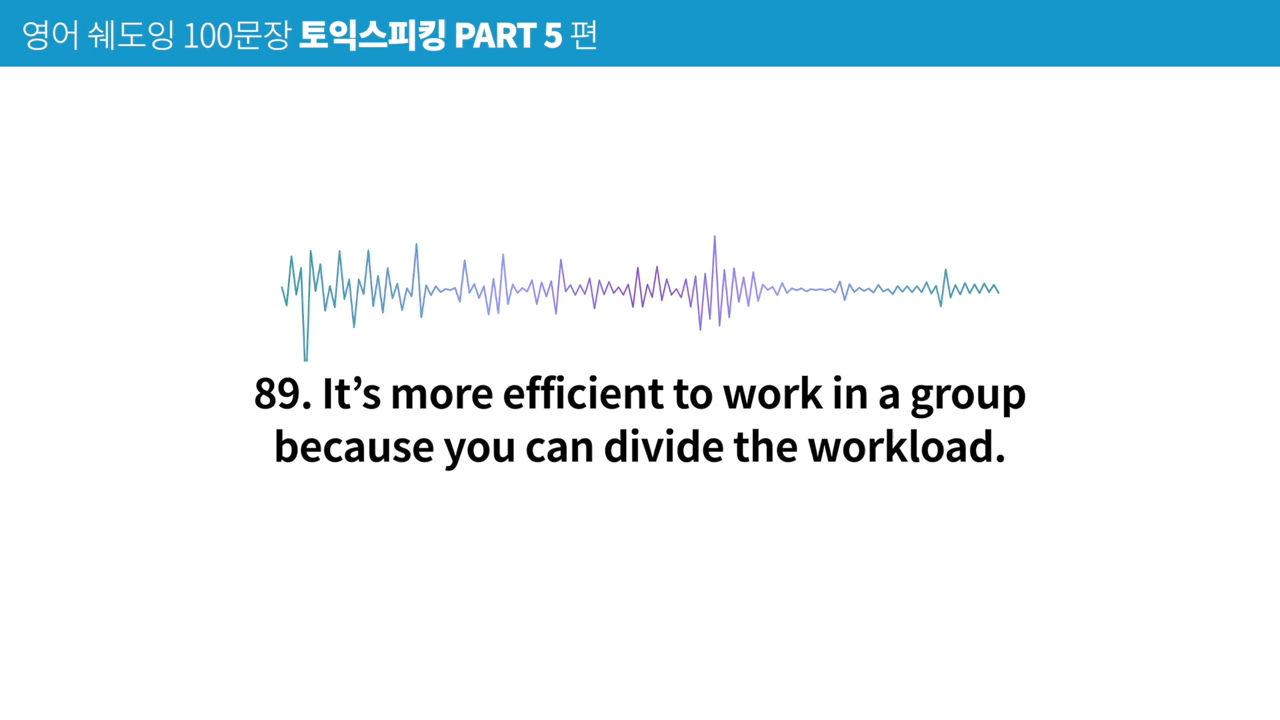 영어 쉐도잉 100문장 토익스피킹 PART 5 편
89. It’s more efficient to work in a group
because you can divide the workload.